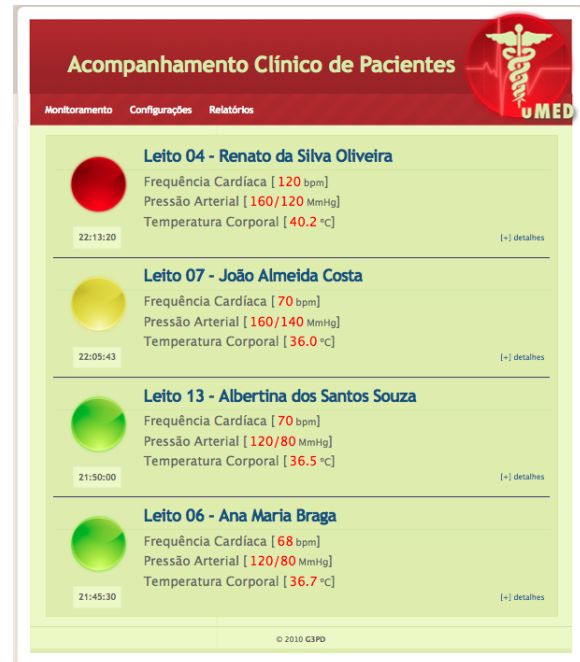 Acompanhamento Clínico de Pacientes
uMED
Monitoramento Configurações Relatórios
Leito 04 - Renato da Silva Oliveira
Frequência Cardíaca [ 120 bpm]
Pressão Arterial [ 160/120 MmHg]
Temperatura Corporal [ 40.2 ºC]
22:13:20
[+] detalhes
Leito 07 - João Almeida Costa
Frequência Cardíaca [ 70 bpm]
Pressão Arterial [ 160/140 MmHg]
Temperatura Corporal [ 36.0 ºC]
22:05:43
[+] detalhes
Leito 13 - Albertina dos Santos Souza
Frequência Cardíaca [ 70 bpm]
Pressão Arterial [ 120/80 MmHg]
Temperatura Corporal [ 36.5 ºC]
21:50:00
[+] detalhes
Leito 06 - Ana Maria Braga
Frequência Cardíaca [ 68 bpm]
Pressão Arterial [ 120/80 MmHg]
Temperatura Corporal [ 36.7 ºC]
21:45:30
[+] detalhes
© 2010 G3PD